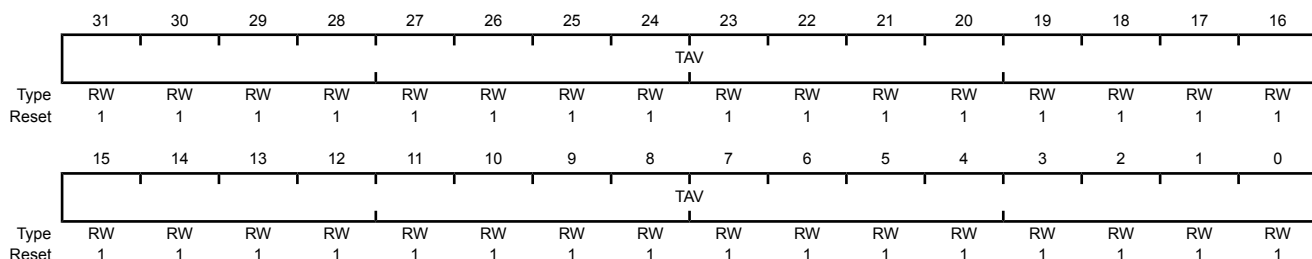 31 30 29 28 27 26 25 24 23 22 21 20 19 18 17 16
TAV
Type RW RW RW RW RW RW RW RW RW RW RW RW RW RW RW RW
Reset 1 1 1 1 1 1 1 1 1 1 1 1 1 1 1 1
15 14 13 12 11 10 9 8 7 6 5 4 3 2 1 0
TAV
Type RW RW RW RW RW RW RW RW RW RW RW RW RW RW RW RW
Reset 1 1 1 1 1 1 1 1 1 1 1 1 1 1 1 1